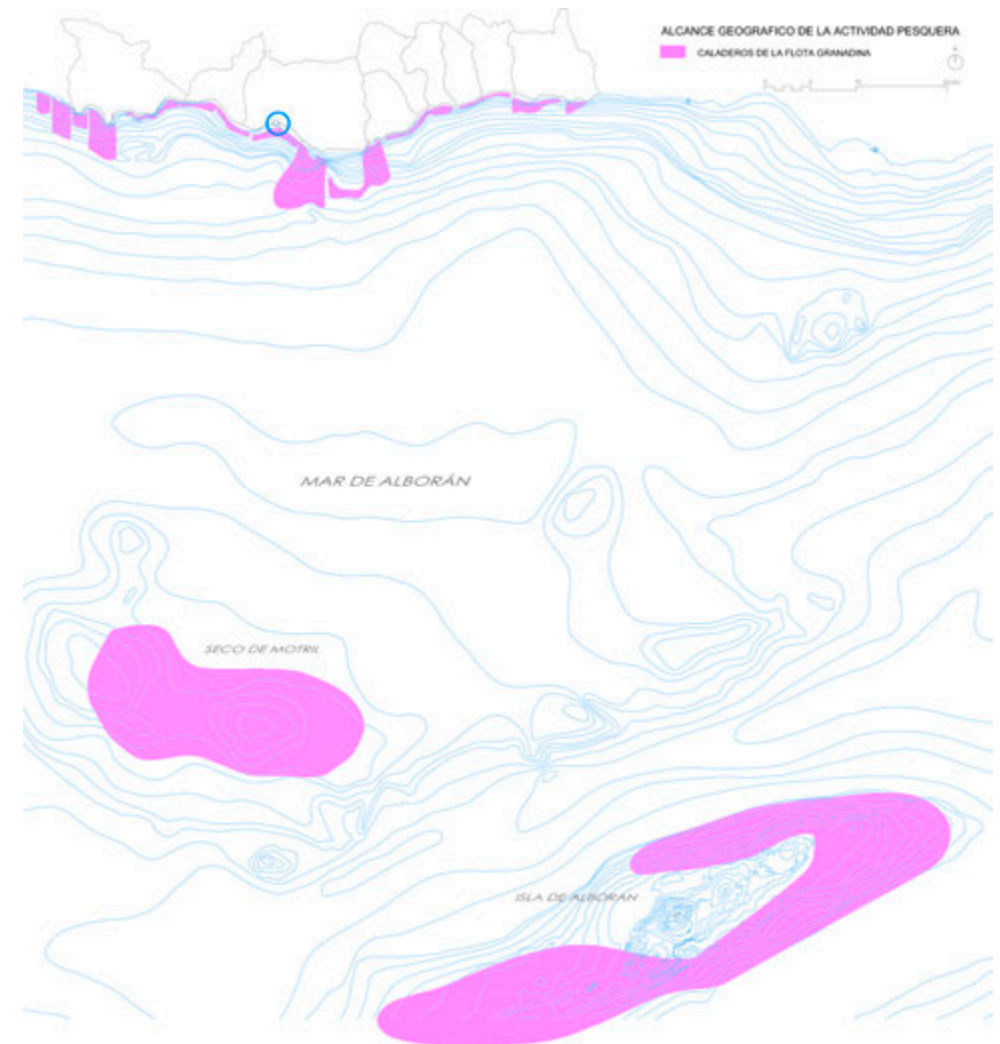 ALCANCE GEOGRAFICO DE LA ACTIVIDAD PESQUERA
CALADEROS DE LA FLOTA GRANADINA
MAR DE ALBORÁN
SECO DE MOTRIL
ISLA DE ALBORAN